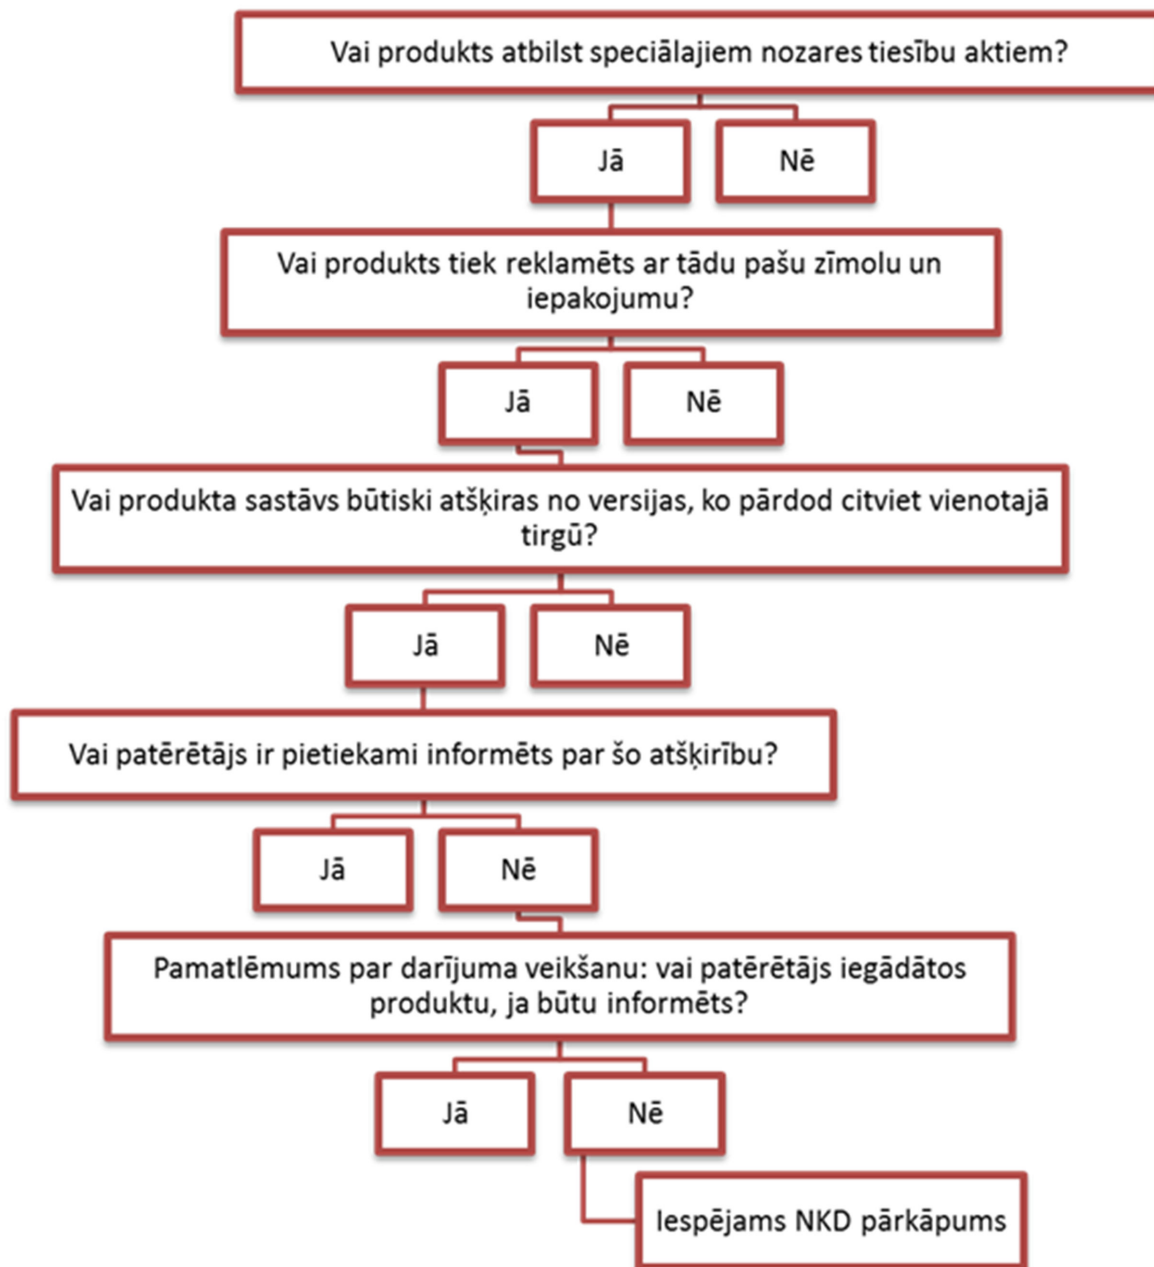 Vai produkts atbilst speciālajiem nozares tiesību aktiem?
Jā
Nē
Vai produkts tiek reklamēts ar tādu pašu zīmolu un
iepakojumu?
Jā
Nē
Vai produkta sastāvs būtiski atšķiras no versijas, ko pārdod citviet vienotajā
tirgū?
Jā
Nē
Vai patērētājs ir pietiekami informēts par šo atšķirību?
Jā
Nē
Pamatlēmums par darījuma veikšanu: vai patērētājs iegādātos
produktu, ja būtu informēts?
Jā
Nē
Iespējams NKD pārkāpums